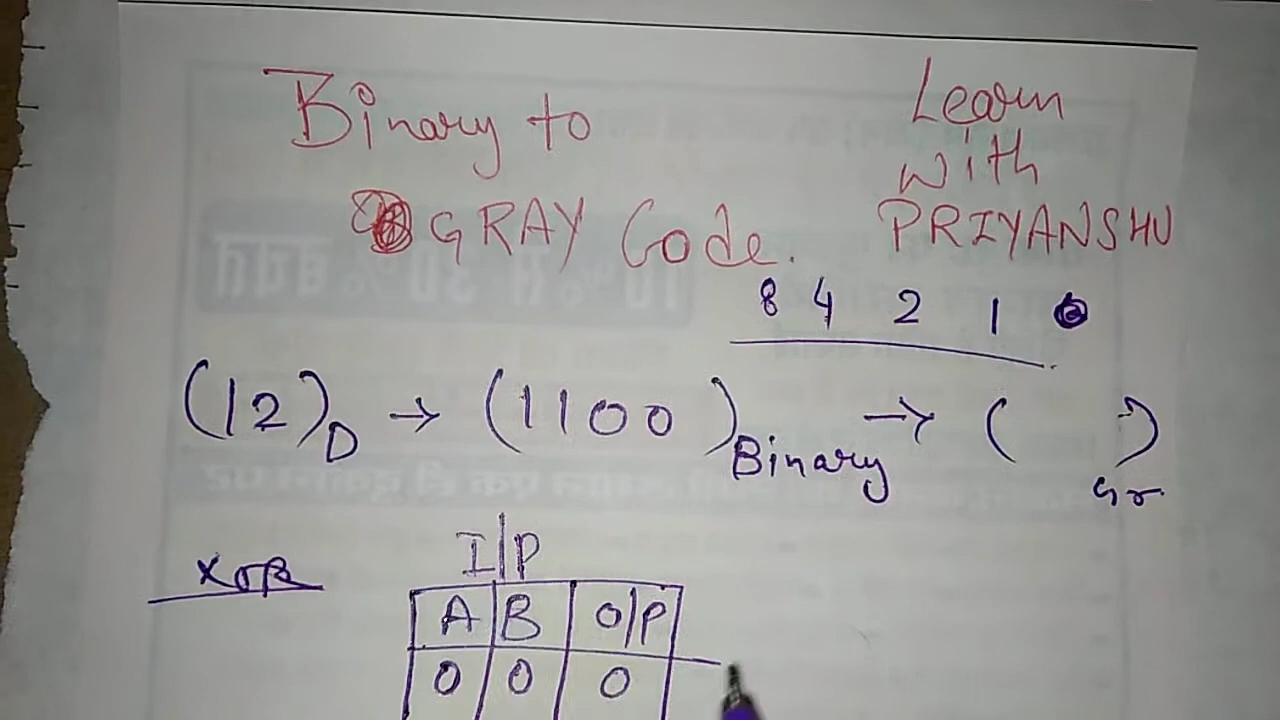 Binary to
GRAY Code.
Learn
with
PRIYANSHU
8 4 2 1
(12)D → (1100)Binary → ( )Gr
XOR
I/P
A B O/P
0 0 0